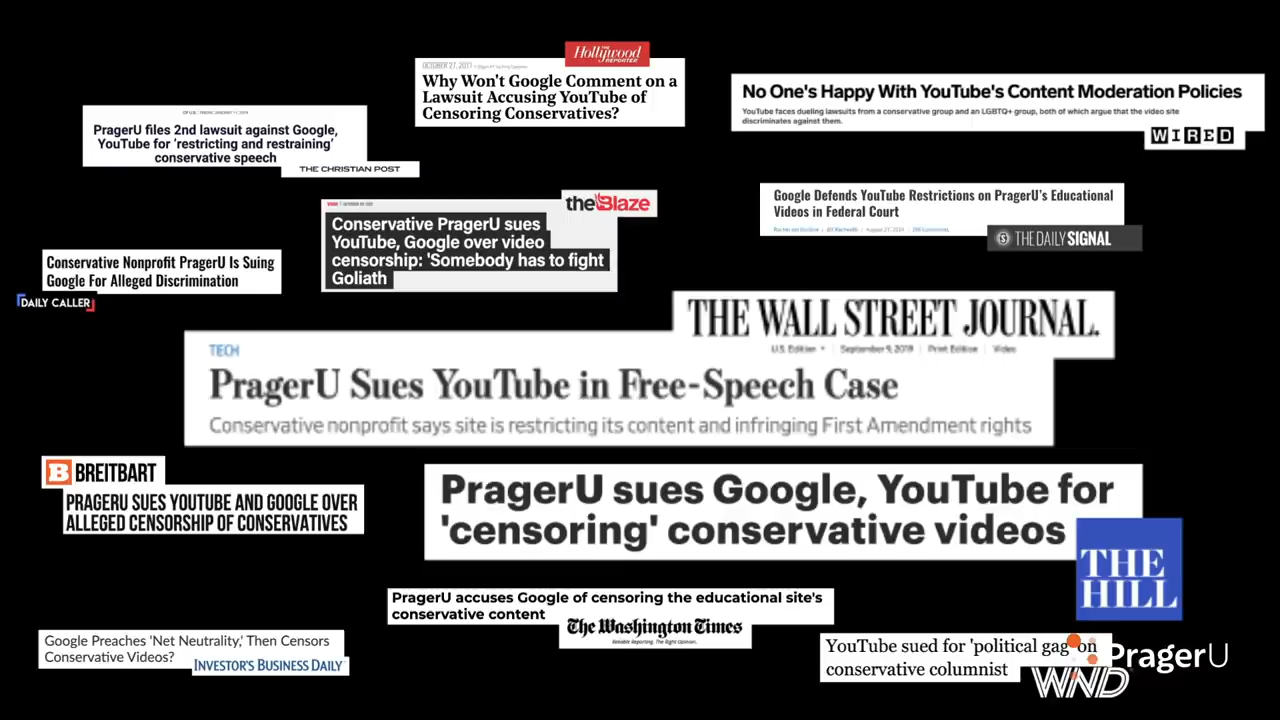 THE
Hollywood
REPORTER
OCTOBER 27, 2017
Why Won't Google Comment on a
Lawsuit Accusing YouTube of
Censoring Conservatives?
No One's Happy With YouTube's Content Moderation Policies
YouTube faces dueling lawsuits from a conservative group and an LGBTQ+ group, both of which argue that the video site
discriminates against them.
WIRED
PragerU files 2nd lawsuit against Google,
YouTube for 'restricting and restraining'
conservative speech
THE CHRISTIAN POST
theBlaze
Conservative PragerU sues
YouTube, Google over video
censorship: 'Somebody has to fight
Goliath
Google Defends YouTube Restrictions on PragerU's Educational
Videos in Federal Court
THE DAILY SIGNAL
Conservative Nonprofit PragerU Is Suing
Google For Alleged Discrimination
DAILY CALLER
THE WALL STREET JOURNAL.
U.S. Edition September 9, 2019 Print Edition Video
TECH
PragerU Sues YouTube in Free-Speech Case
Conservative nonprofit says site is restricting its content and infringing First Amendment rights
B BREITBART
PRAGERU SUES YOUTUBE AND GOOGLE OVER
ALLEGED CENSORSHIP OF CONSERVATIVES
PragerU sues Google, YouTube for
'censoring' conservative videos
THE
HILL
PragerU accuses Google of censoring the educational site's
conservative content
The Washington Times
Reliable Reporting. The Right Opinion.
Google Preaches 'Net Neutrality,' Then Censors
Conservative Videos?
INVESTOR'S BUSINESS DAILY
YouTube sued for 'political gag' on
conservative columnist
WND
PragerU